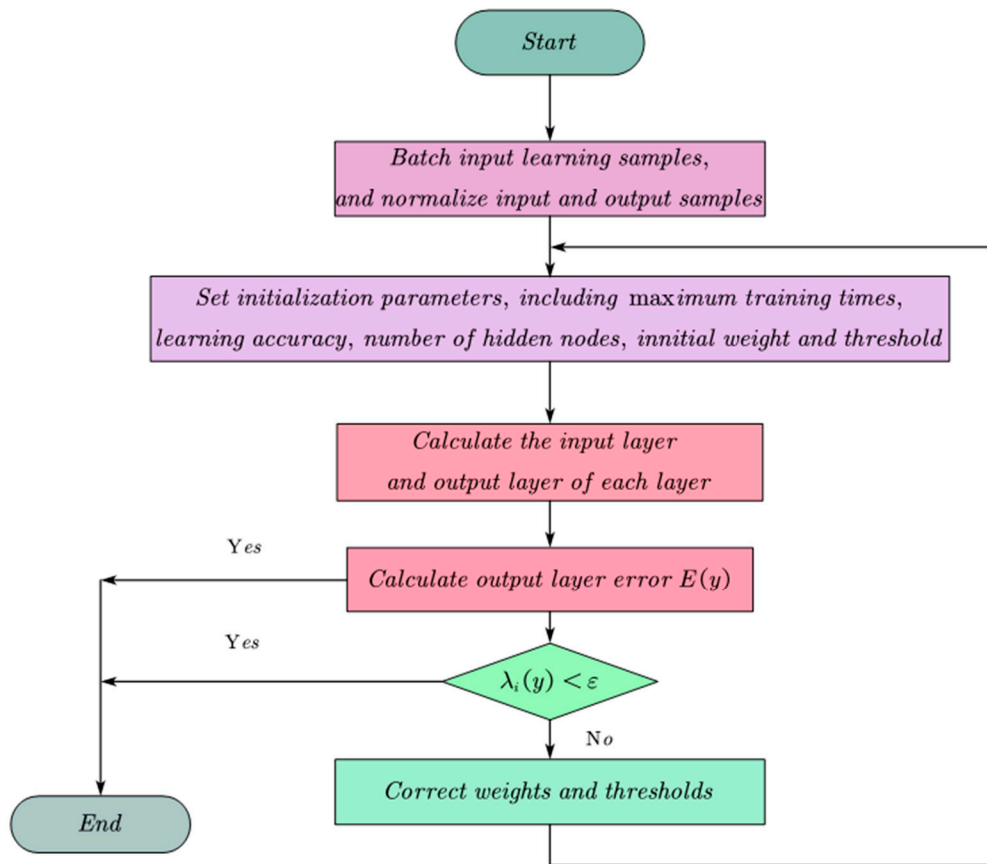 Start
Batch input learning samples,
and normalize input and output samples
Set initialization parameters, including maximum training times,
learning accuracy, number of hidden nodes, innitial weight and threshold
Calculate the input layer
and output layer of each layer
Yes
Calculate output layer error E(y)
Yes
λᵢ(y) < ε
No
Correct weights and thresholds
End